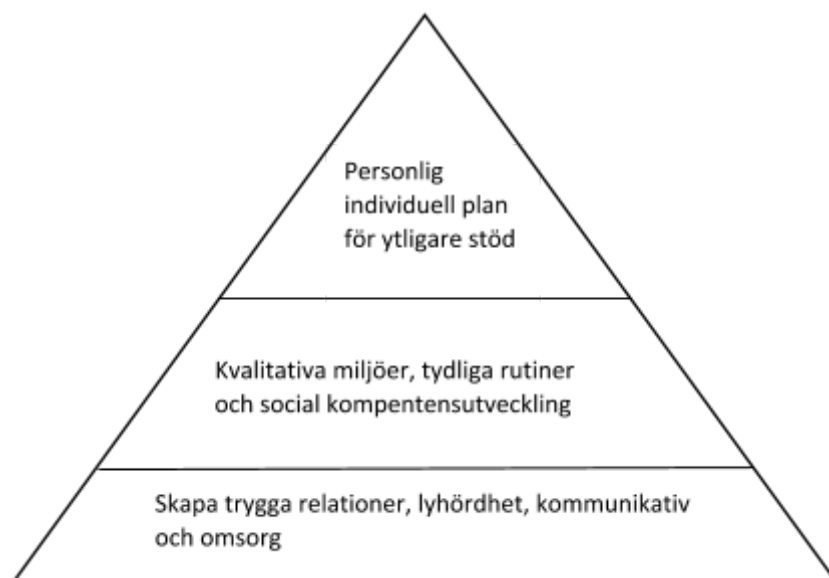 Personlig
individuell plan
för ytligare stöd
Kvalitativa miljöer, tydliga rutiner
och social kompentensutveckling
Skapa trygga relationer, lyhördhet, kommunikativ
och omsorg